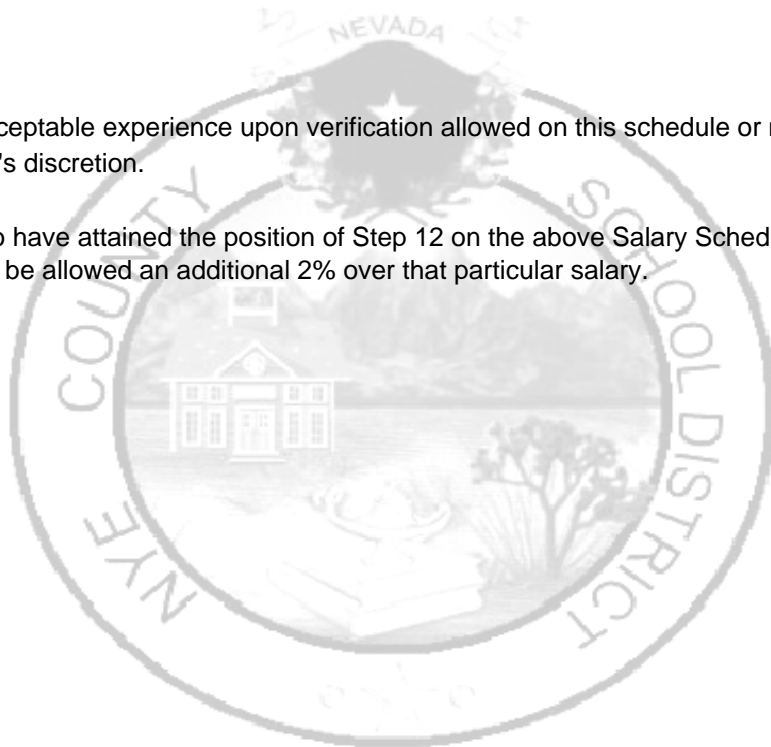 NEVADA
ceptable experience upon verification allowed on this schedule or
's discretion.
have attained the position of Step 12 on the above Salary Sched
be allowed an additional 2% over that particular salary.
NYE COUNTY SCHOOL DISTRICT